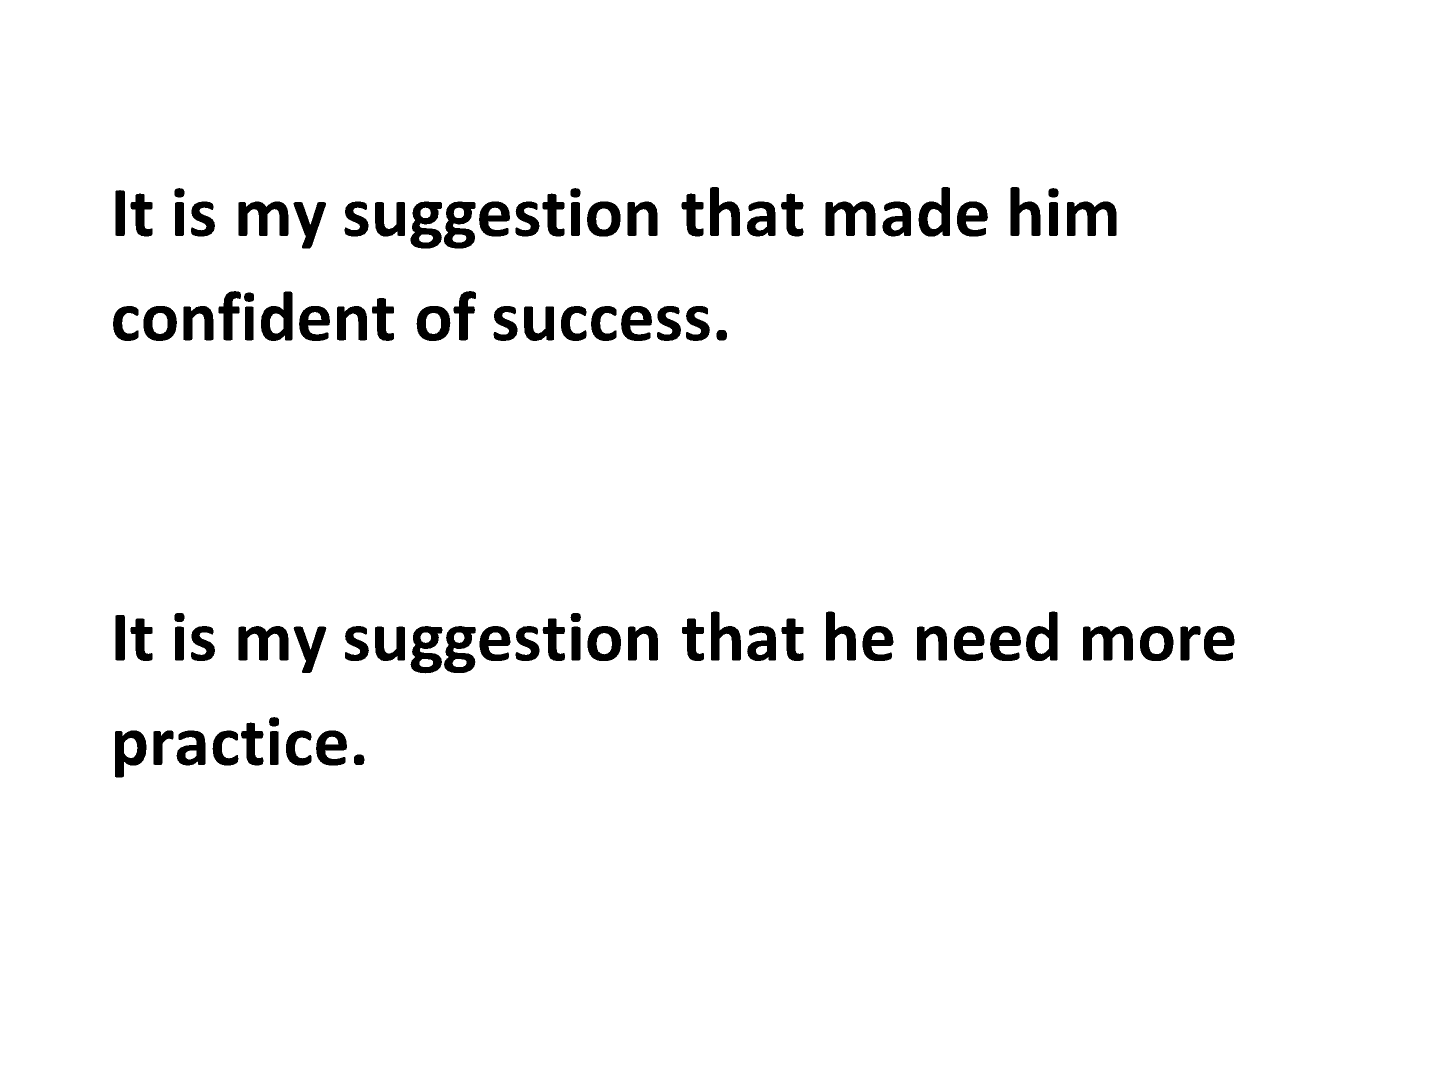 It is my suggestion that made him
confident of success.
It is my suggestion that he need more
practice.